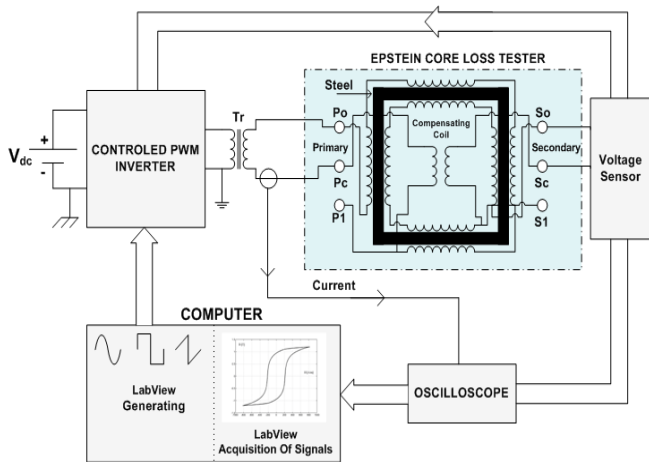 EPSTEIN CORE LOSS TESTER
Steel
Tr
Po
So
Compensating
Coil
+
Vdc
-
CONTROLED PWM
INVERTER
Primary
Secondary
Voltage
Sensor
Pc
Sc
P1
S1
Current
COMPUTER
LabView
Generating
LabView
Acquisition Of Signals
OSCILLOSCOPE